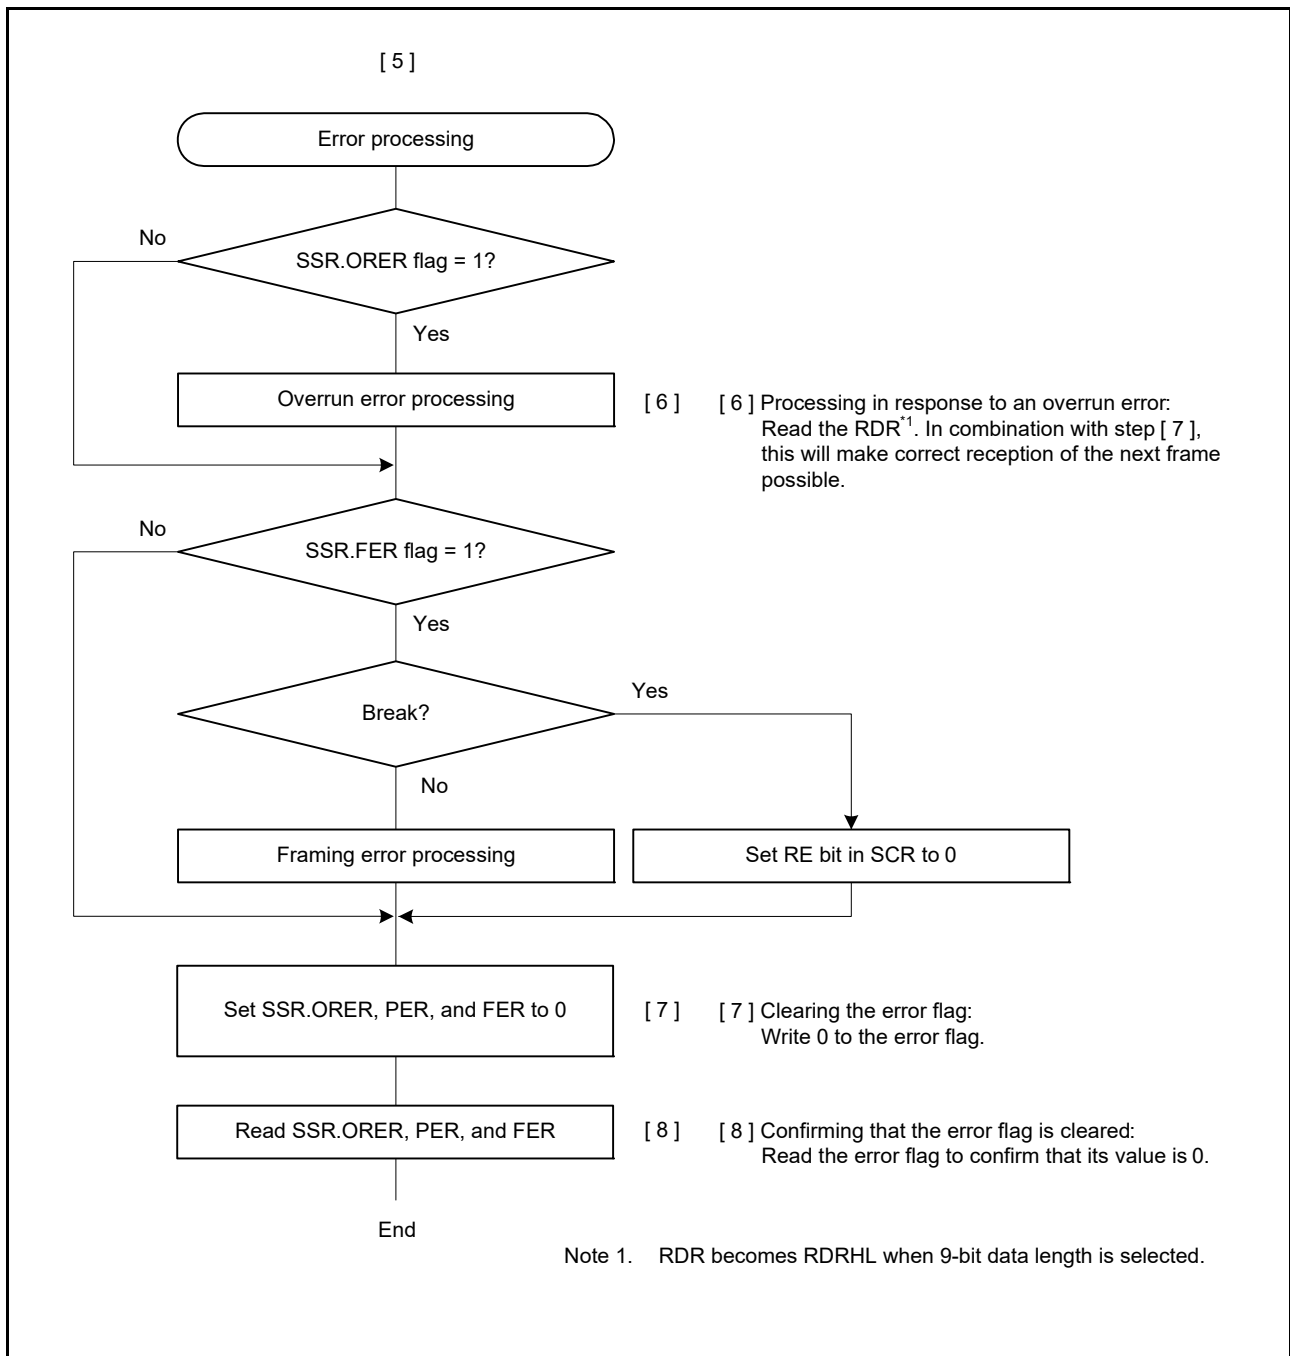 [ 5 ]
Error processing
No
SSR.ORER flag = 1?
Yes
Overrun error processing
[ 6 ]
[ 6 ] Processing in response to an overrun error:
Read the RDR*1. In combination with step [ 7 ],
this will make correct reception of the next frame
possible.
No
SSR.FER flag = 1?
Yes
Break?
Yes
No
Framing error processing
Set RE bit in SCR to 0
Set SSR.ORER, PER, and FER to 0
[ 7 ]
[ 7 ] Clearing the error flag:
Write 0 to the error flag.
Read SSR.ORER, PER, and FER
[ 8 ]
[ 8 ] Confirming that the error flag is cleared:
Read the error flag to confirm that its value is 0.
End
Note 1. RDR becomes RDRHL when 9-bit data length is selected.